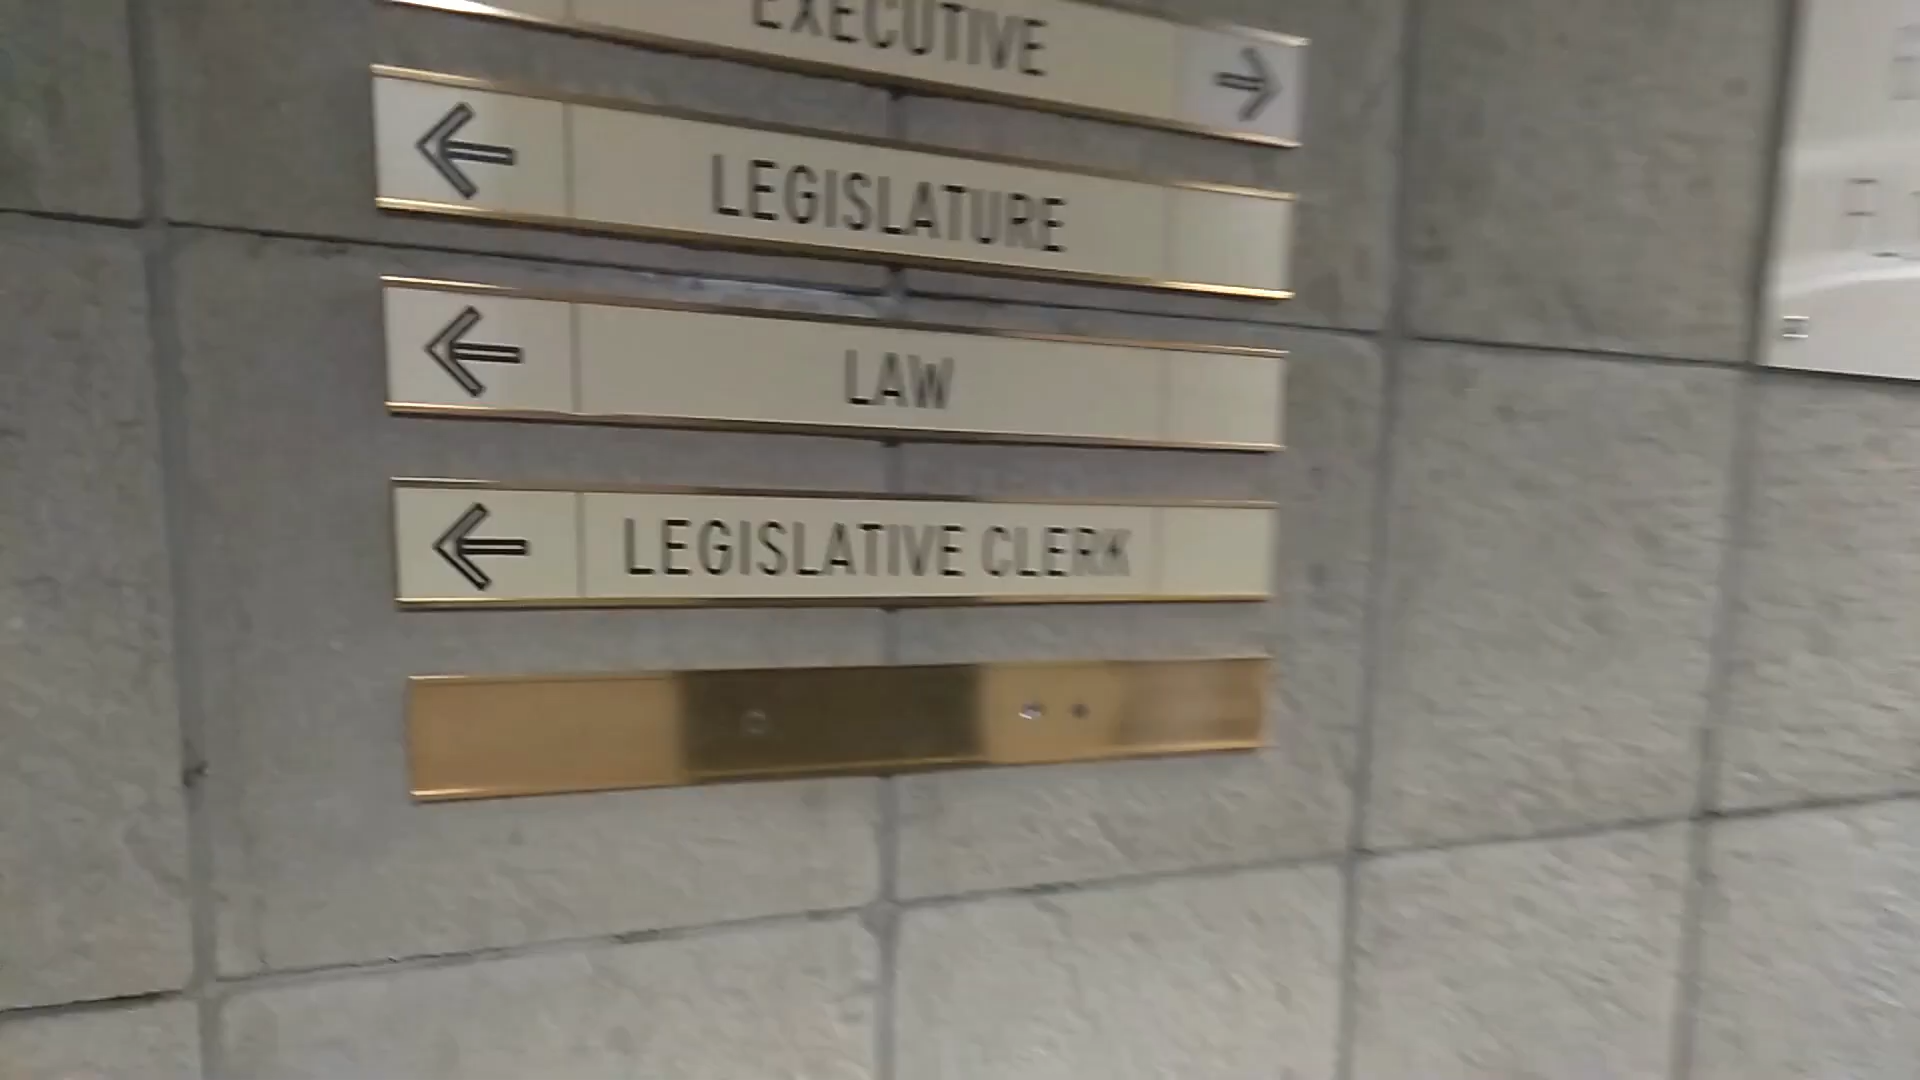 EXECUTIVE →
← LEGISLATURE
← LAW
← LEGISLATIVE CLERK